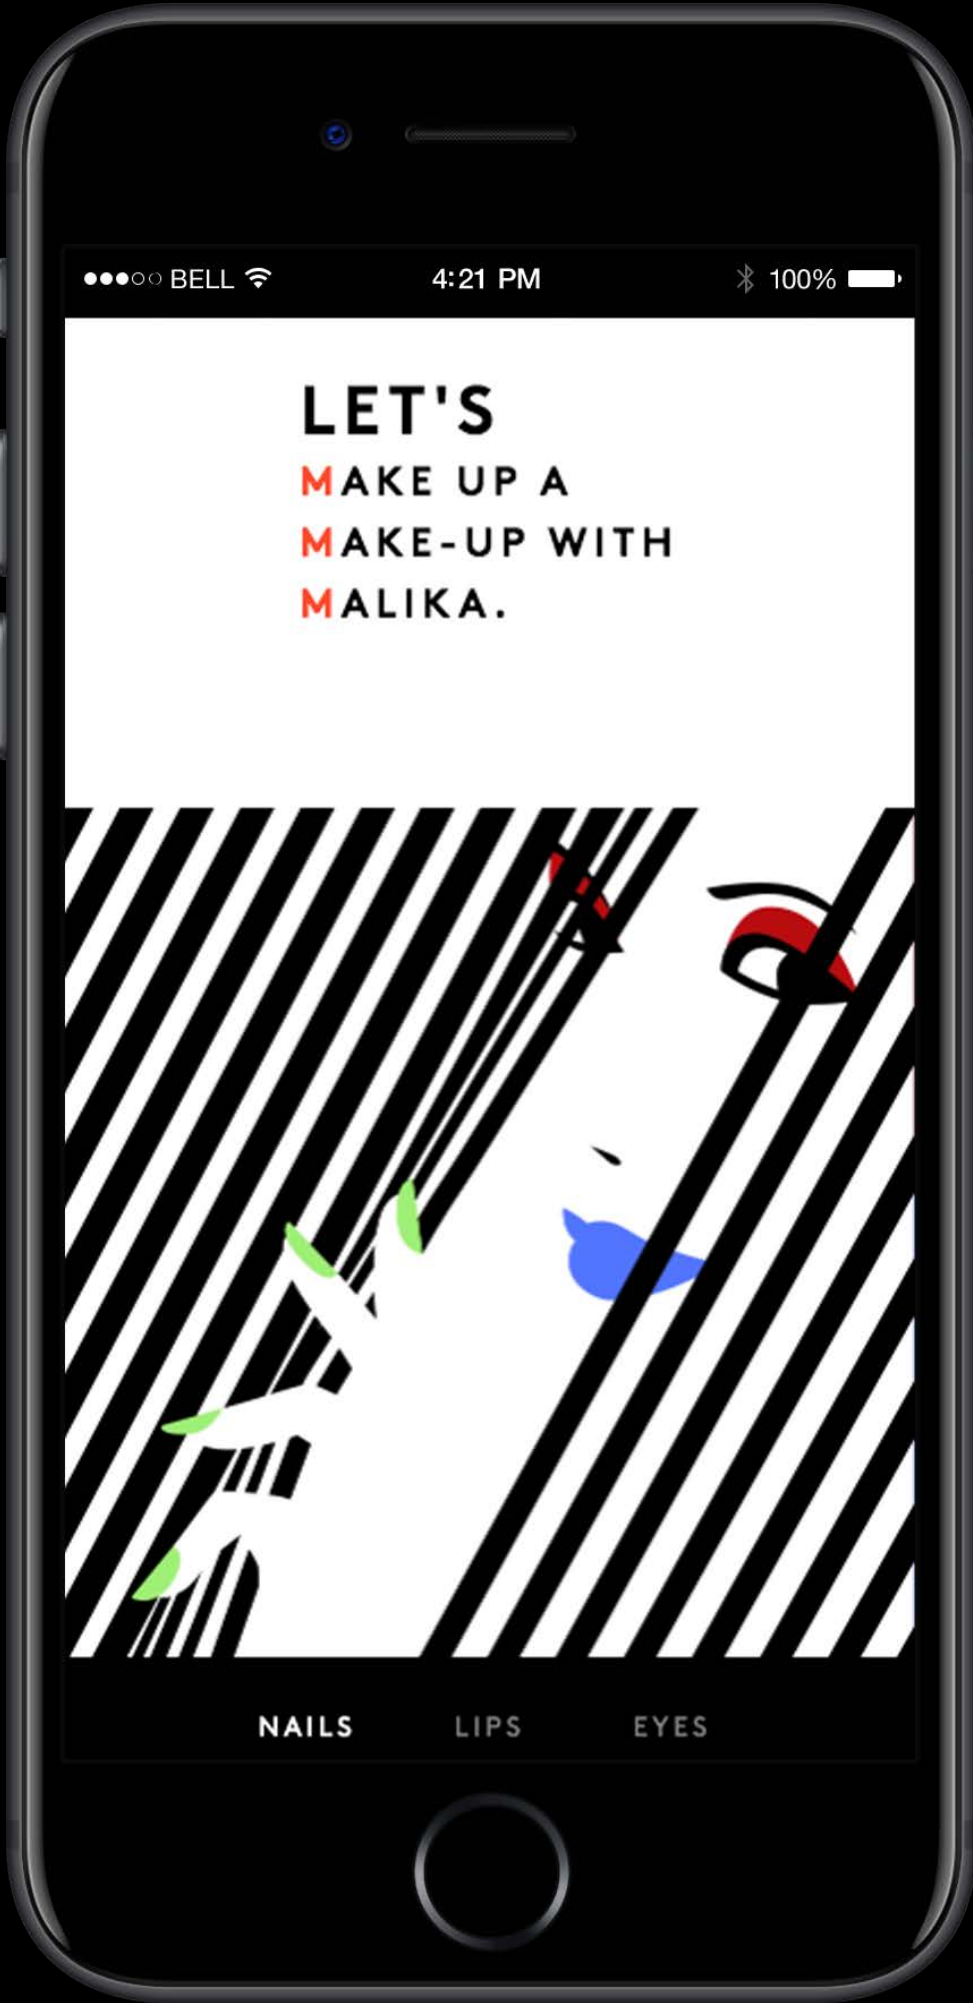 BELL 4:21 PM 100%
LET'S
MAKE UP A
MAKE-UP WITH
MALIKA.
NAILS LIPS EYES